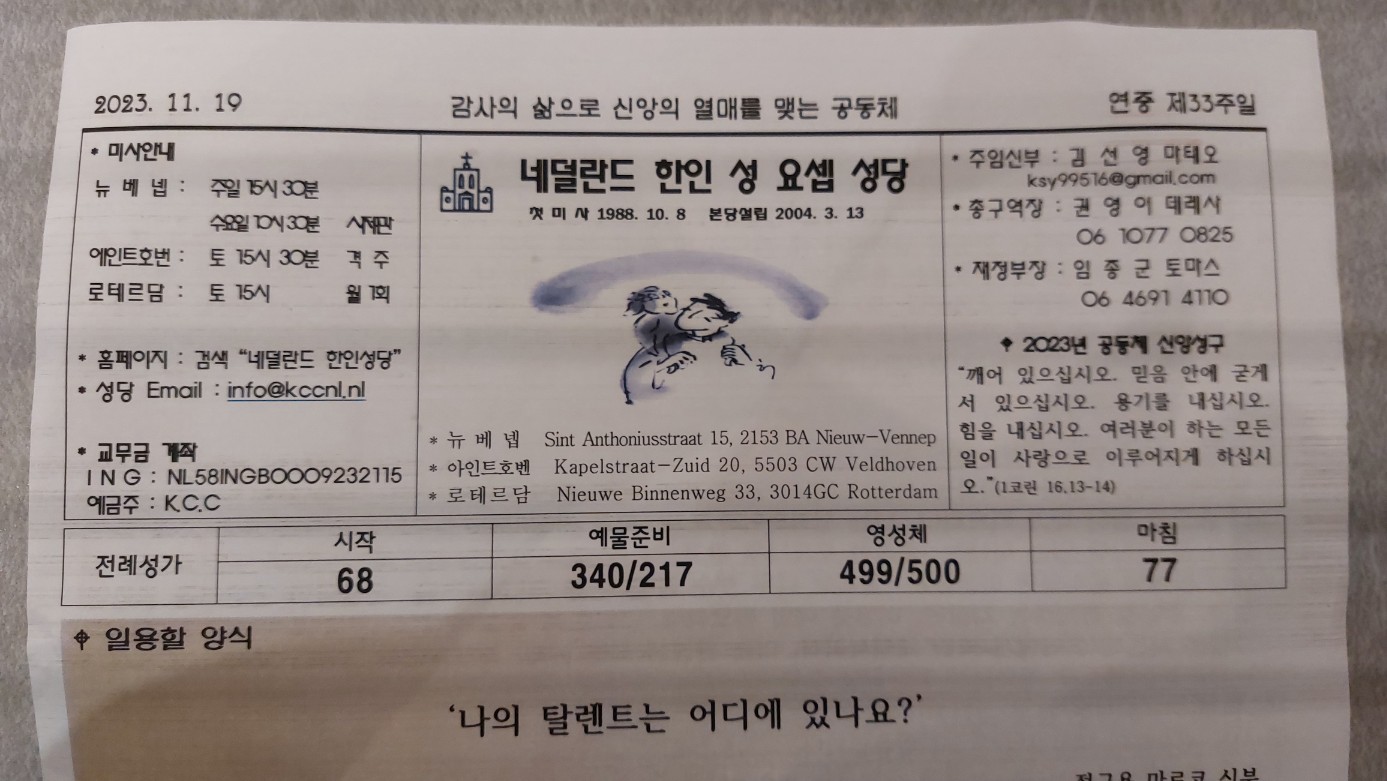 2023. 11. 19
감사의 삶으로 신앙의 열매를 맺는 공동체
연중 제33주일
* 미사안내
뉴 베 넵 : 주일 15시 30분
수요일 10시 30분 사제관
에인트호번 : 토 15시 30분 격 주
로테르담 : 토 15시 월 1회
* 홈페이지 : 검색 "네덜란드 한인성당"
* 성당 Email : info@kccnl.nl
* 교무금 계좌
I N G : NL58INGB0009232115
예금주 : K.C.C
네덜란드 한인 성 요셉 성당
첫 미 사 1988. 10. 8 본당설립 2004. 3. 13
* 뉴 베 넵 Sint Anthoniusstraat 15, 2153 BA Nieuw-Vennep
* 아인트호벤 Kapelstraat-Zuid 20, 5503 CW Veldhoven
* 로테르담 Nieuwe Binnenweg 33, 3014GC Rotterdam
* 주임신부 : 김 선 영 마태오
ksy99516@gmail.com
* 총구역장 : 권 영 이 데레사
06 1077 0825
* 재정부장 : 임 종 군 토마스
06 4691 4110
✟ 2023년 공동체 신앙성구
"깨어 있으십시오. 믿음 안에 굳게
서 있으십시오. 용기를 내십시오.
힘을 내십시오. 여러분이 하는 모든
일이 사랑으로 이루어지게 하십시
오."(1코린 16,13-14)
전례성가
시작 예물준비 영성체 마침
68 340/217 499/500 77
✟ 일용할 양식
'나의 탈렌트는 어디에 있나요?'